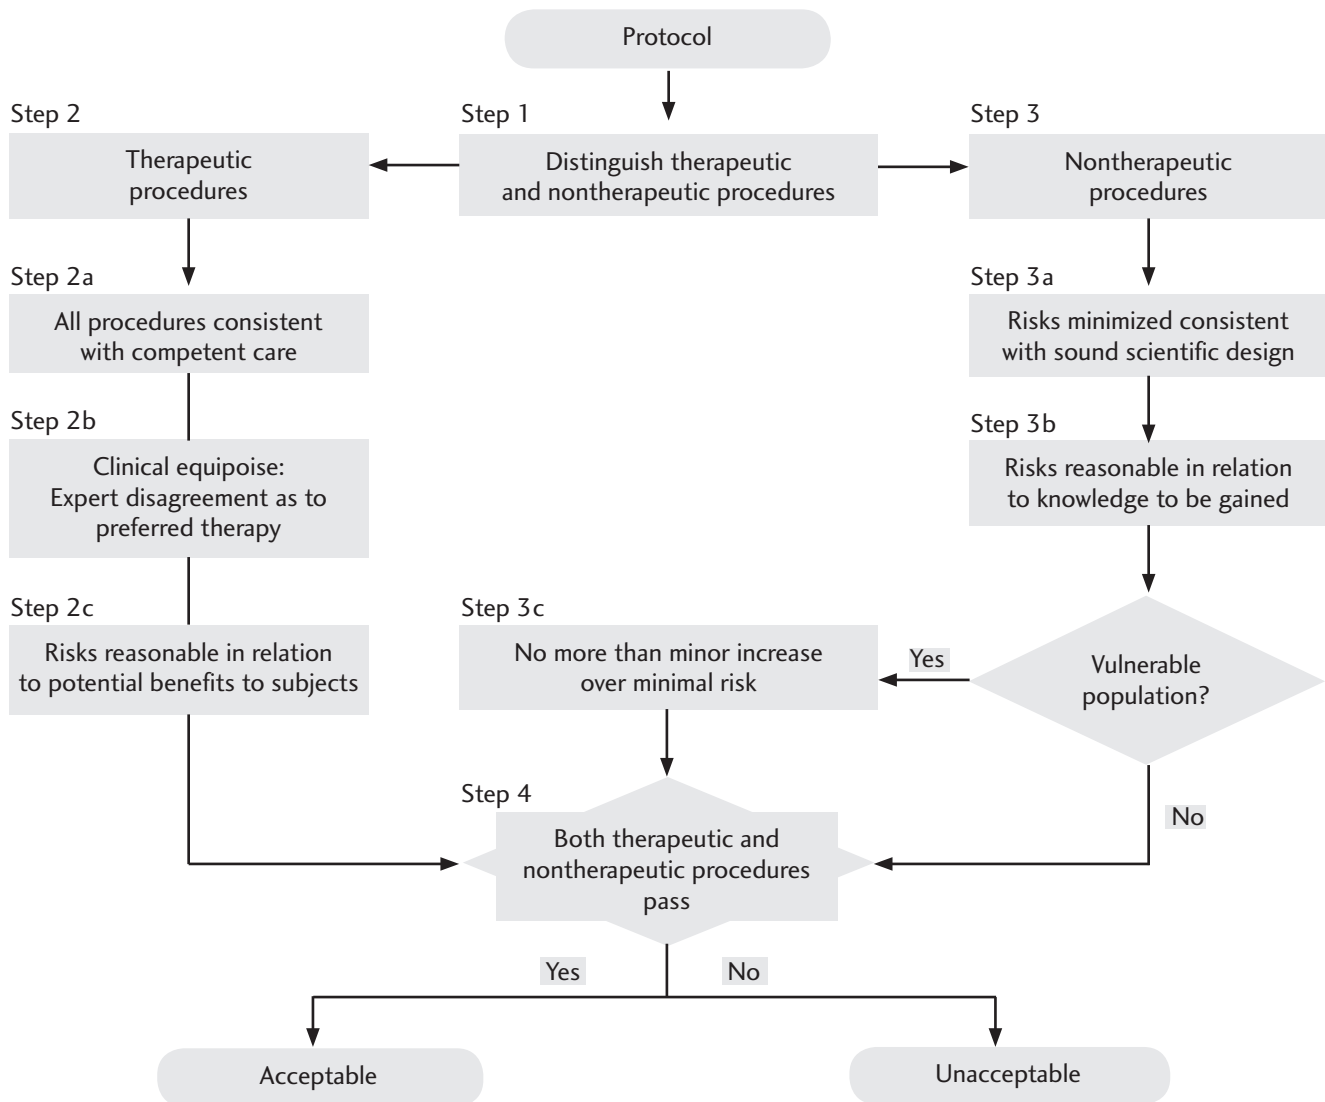 Protocol
Step 2
Step 1
Step 3
Therapeutic
procedures
Distinguish therapeutic
and nontherapeutic procedures
Nontherapeutic
procedures
Step 2a
All procedures consistent
with competent care
Step 3a
Risks minimized consistent
with sound scientific design
Step 2b
Clinical equipoise:
Expert disagreement as to
preferred therapy
Step 3b
Risks reasonable in relation
to knowledge to be gained
Step 2c
Risks reasonable in relation
to potential benefits to subjects
Step 3c
No more than minor increase
over minimal risk
Yes
Vulnerable
population?
No
Step 4
Both therapeutic and
nontherapeutic procedures
pass
Yes
No
Acceptable
Unacceptable